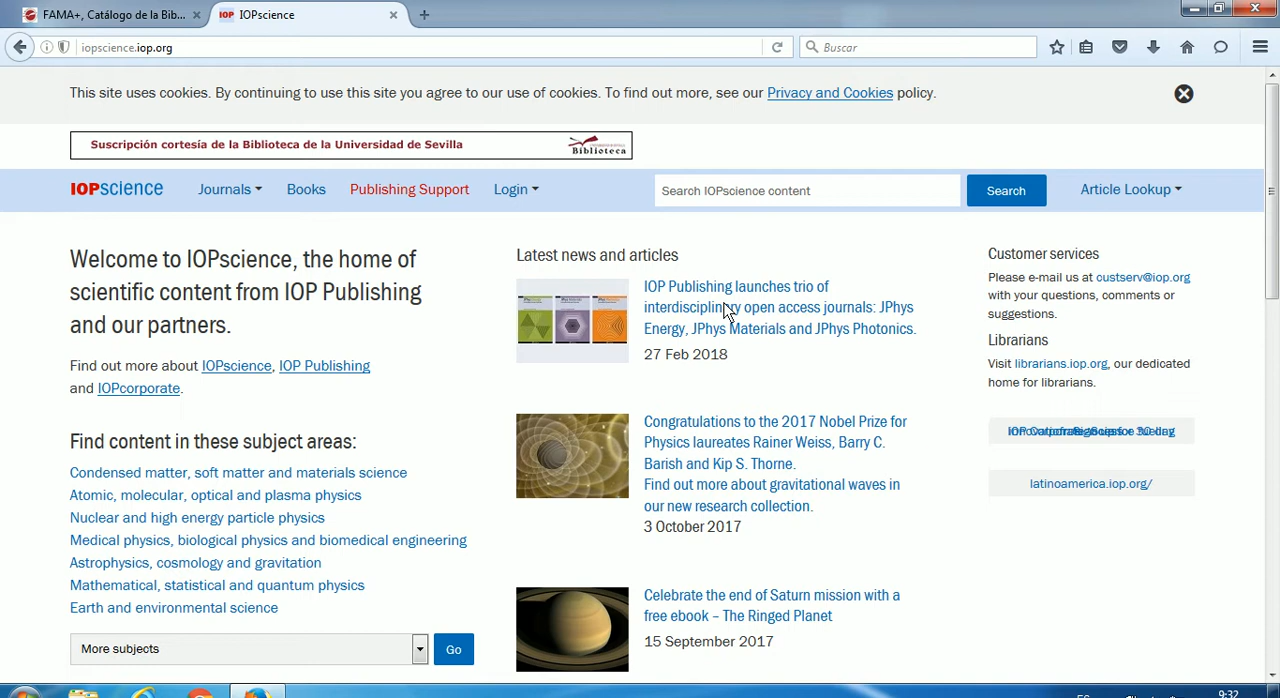 FAMA+, Catálogo de la Bib...
IOP IOPscience
iopscience.iop.org
Buscar
This site uses cookies. By continuing to use this site you agree to our use of cookies. To find out more, see our Privacy and Cookies policy.
Suscripción cortesía de la Biblioteca de la Universidad de Sevilla
Biblioteca
IOPscience
Journals
Books
Publishing Support
Login
Search IOPscience content
Search
Article Lookup
Welcome to IOPscience, the home of
scientific content from IOP Publishing
and our partners.
Find out more about IOPscience, IOP Publishing
and IOPcorporate.
Find content in these subject areas:
Condensed matter, soft matter and materials science
Atomic, molecular, optical and plasma physics
Nuclear and high energy particle physics
Medical physics, biological physics and biomedical engineering
Astrophysics, cosmology and gravitation
Mathematical, statistical and quantum physics
Earth and environmental science
More subjects
Go
Latest news and articles
IOP Publishing launches trio of
interdisciplinary open access journals: JPhys
Energy, JPhys Materials and JPhys Photonics.
27 Feb 2018
Congratulations to the 2017 Nobel Prize for
Physics laureates Rainer Weiss, Barry C.
Barish and Kip S. Thorne.
Find out more about gravitational waves in
our new research collection.
3 October 2017
Celebrate the end of Saturn mission with a
free ebook – The Ringed Planet
15 September 2017
Customer services
Please e-mail us at custserv@iop.org
with your questions, comments or
suggestions.
Librarians
Visit librarians.iop.org, our dedicated
home for librarians.
latinoamerica.iop.org/
ES
9:32